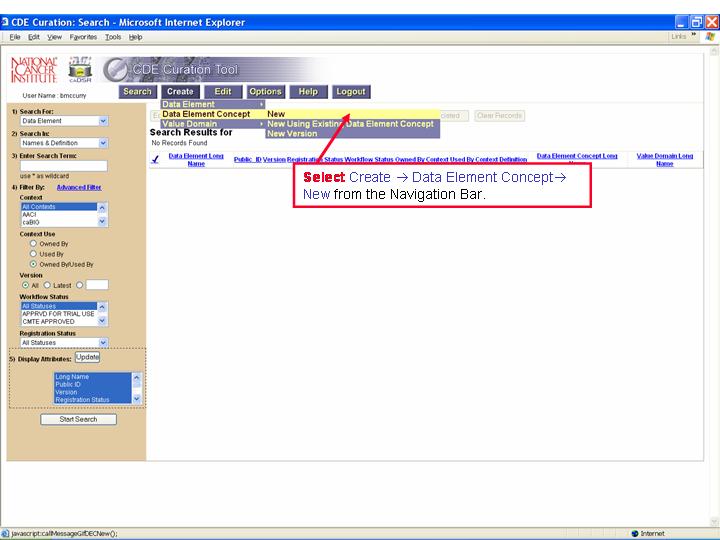 CDE Curation: Search - Microsoft Internet Explorer
File Edit View Favorites Tools Help
Links »
NATIONAL CANCER INSTITUTE
caDSR
CDE Curation Tool
User Name : bmccurry
Search Create Edit Options Help Logout
Data Element
Data Element Concept
Value Domain
New
New Using Existing Data Element Concept
New Version
Clear Records
Search Results for
No Records Found
Data Element Long Name
Public_ID Version Registration Status Workflow Status Owned By Context Used By Context Definition
Data Element Concept Long
Value Domain Long Name
Select Create → Data Element Concept→
New from the Navigation Bar.
1) Search For:
Data Element
2) Search In:
Names & Definition
3) Enter Search Term:
use * as wildcard
4) Filter By: Advanced Filter
Context
All Contexts
AACI
caBIG
Context Use
Owned By
Used By
Owned By/Used By
Version
All Latest
Workflow Status
All Statuses
APPRVD FOR TRIAL USE
CMTE APPROVED
Registration Status
All Statuses
5) Display Attributes: Update
Long Name
Public ID
Version
Registration Status
Start Search
javascript:callMessageGifDECNew();
Internet